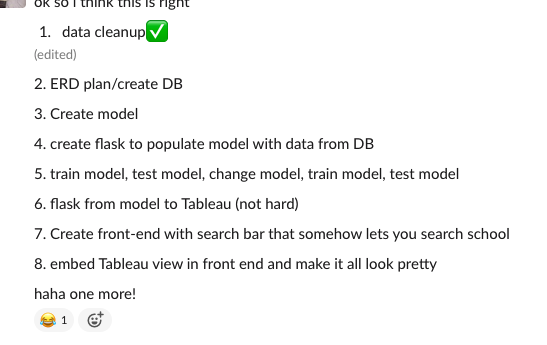 ok so I think this is right
1. data cleanup✅
(edited)
2. ERD plan/create DB
3. Create model
4. create flask to populate model with data from DB
5. train model, test model, change model, train model, test model
6. flask from model to Tableau (not hard)
7. Create front-end with search bar that somehow lets you search school
8. embed Tableau view in front end and make it all look pretty
haha one more!
😂 1